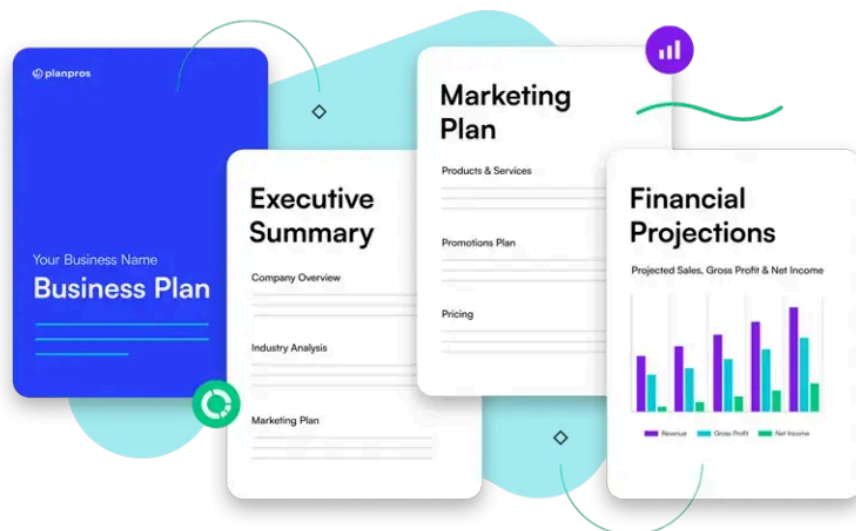 planpros
Your Business Name
Business Plan
Executive
Summary
Company Overview
Industry Analysis
Marketing Plan
Marketing
Plan
Products & Services
Promotions Plan
Pricing
Financial
Projections
Projected Sales, Gross Profit & Net Income
Revenue Gross Profit Net Income